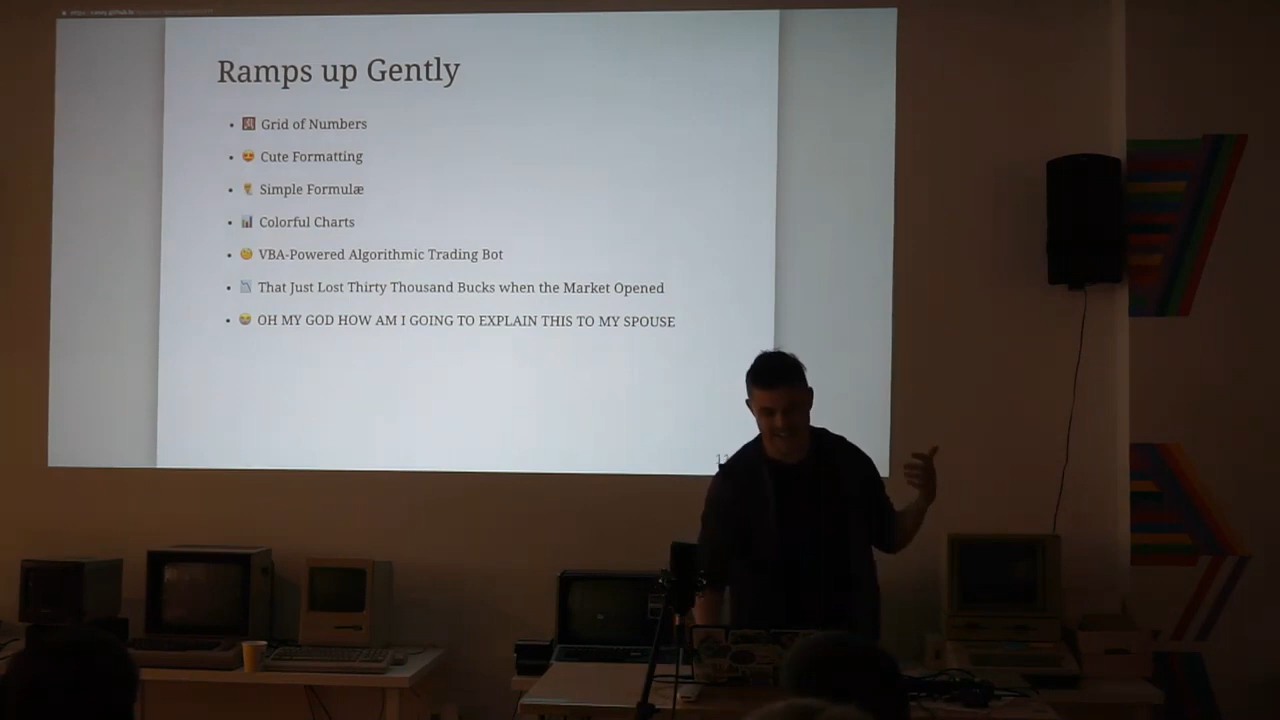 Ramps up Gently
• Grid of Numbers
• 😍 Cute Formatting
• Simple Formulæ
• 📊 Colorful Charts
• 🧐 VBA-Powered Algorithmic Trading Bot
• 📉 That Just Lost Thirty Thousand Bucks when the Market Opened
• 😂 OH MY GOD HOW AM I GOING TO EXPLAIN THIS TO MY SPOUSE